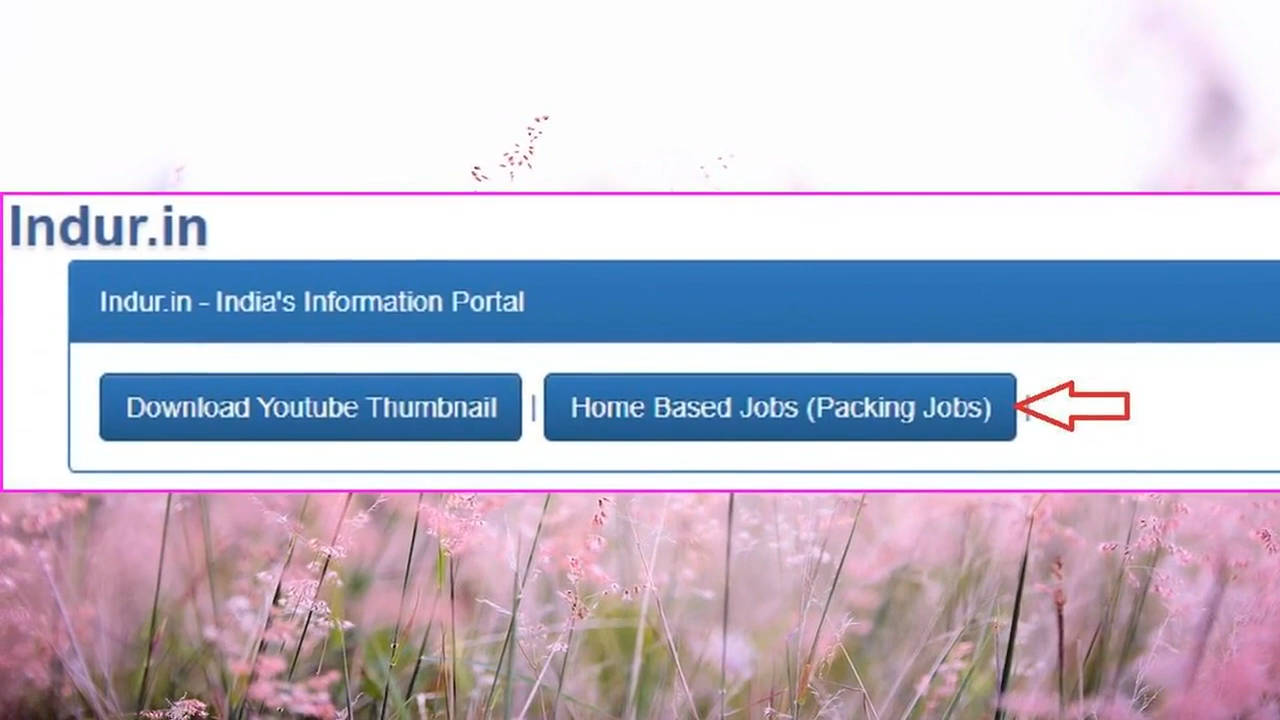 Indur.in
Indur.in - India's Information Portal
Download Youtube Thumbnail | Home Based Jobs (Packing Jobs) |